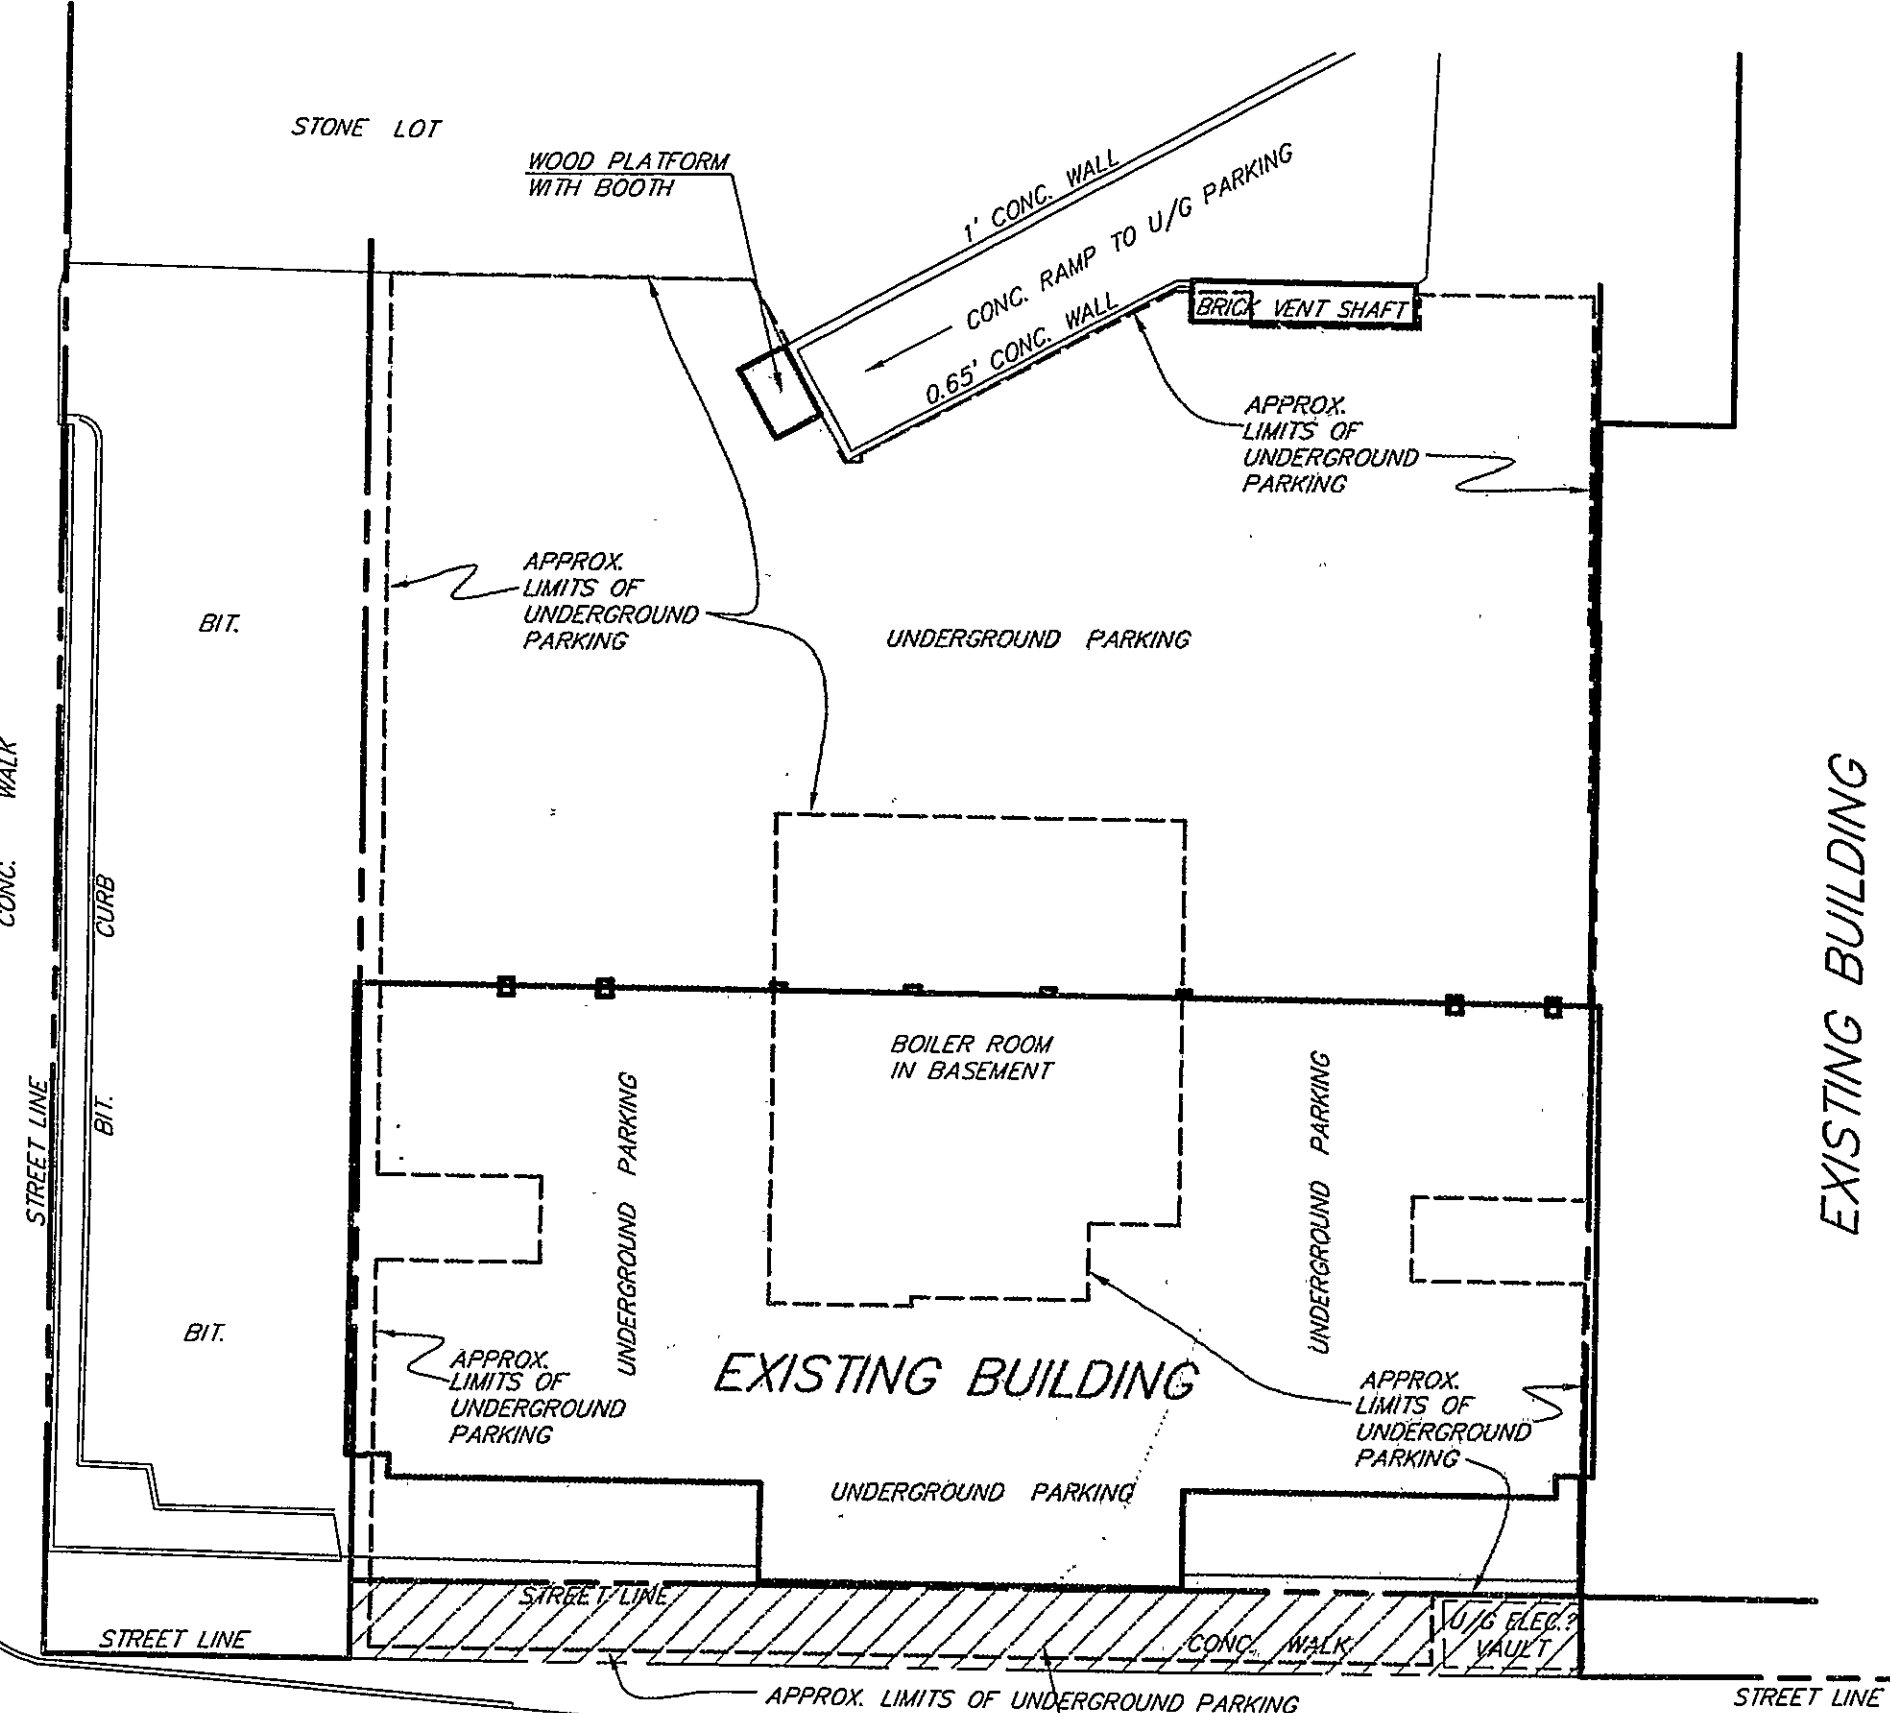 STONE LOT
WOOD PLATFORM
WITH BOOTH
1' CONC. WALL
CONC. RAMP TO U/G PARKING
0.65' CONC. WALL
BRICK VENT SHAFT
APPROX.
LIMITS OF
UNDERGROUND
PARKING
APPROX.
LIMITS OF
UNDERGROUND
PARKING
BIT.
UNDERGROUND PARKING
CONC. WALK
CURB
BIT.
STREET LINE
EXISTING BUILDING
BOILER ROOM
IN BASEMENT
UNDERGROUND PARKING
UNDERGROUND PARKING
BIT.
APPROX.
LIMITS OF
UNDERGROUND
PARKING
EXISTING BUILDING
APPROX.
LIMITS OF
UNDERGROUND
PARKING
UNDERGROUND PARKING
STREET LINE
STREET LINE
CONC. WALK
U/G ELEC.?
VAULT
APPROX. LIMITS OF UNDERGROUND PARKING
STREET LINE